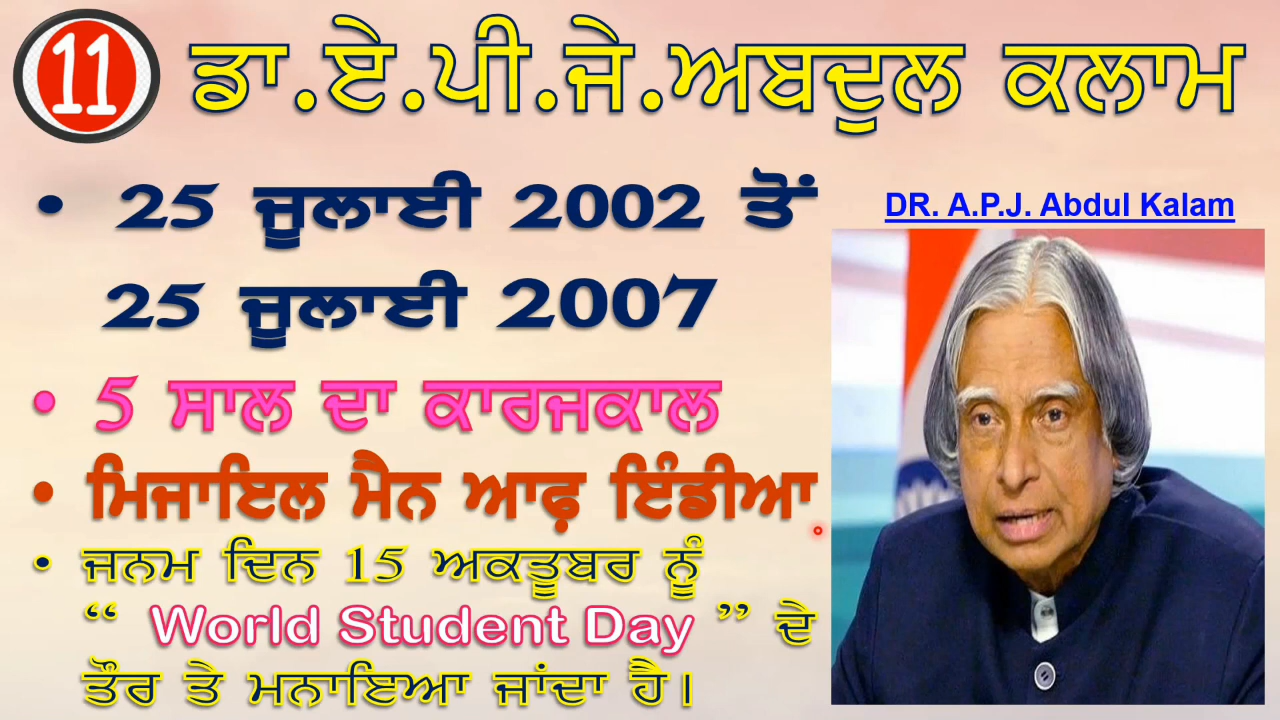 11 ਡਾ.ਏ.ਪੀ.ਜੇ.ਅਬਦੁਲ ਕਲਾਮ
• 25 ਜੂਲਾਈ 2002 ਤੋਂ
25 ਜੂਲਾਈ 2007
DR. A.P.J. Abdul Kalam
• 5 ਸਾਲ ਦਾ ਕਾਰਜਕਾਲ
• ਮਿਜਾਇਲ ਮੈਨ ਆਫ਼ ਇੰਡੀਆ
• ਜਨਮ ਦਿਨ 15 ਅਕਤੂਬਰ ਨੂੰ
“ World Student Day ” ਦੇ
ਤੌਰ ਤੇ ਮਨਾਇਆ ਜਾਂਦਾ ਹੈ।